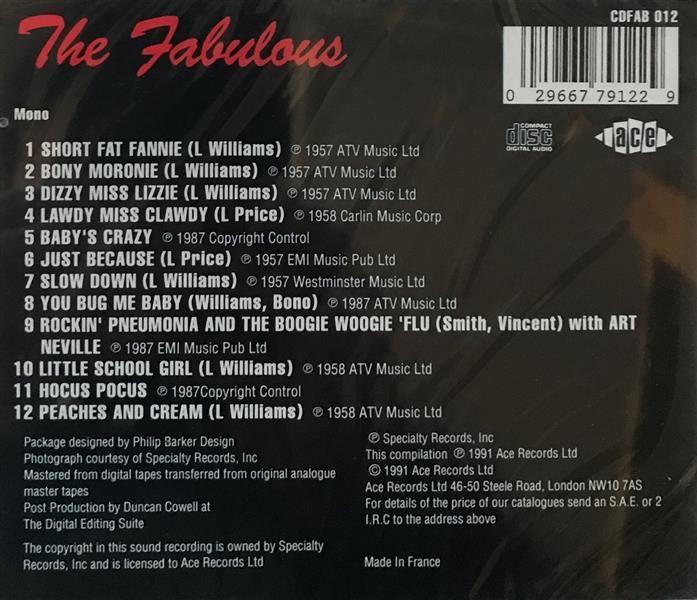 The Fabulous
CDFAB 012
0 29667 79122 9
Mono
COMPACT
disc
DIGITAL AUDIO
ace
1 SHORT FAT FANNIE (L Williams) ℗ 1957 ATV Music Ltd
2 BONY MORONIE (L Williams) ℗ 1957 ATV Music Ltd
3 DIZZY MISS LIZZIE (L Williams) ℗ 1957 ATV Music Ltd
4 LAWDY MISS CLAWDY (L Price) ℗ 1958 Carlin Music Corp
5 BABY'S CRAZY ℗ 1987 Copyright Control
6 JUST BECAUSE (L Price) ℗ 1957 EMI Music Pub Ltd
7 SLOW DOWN (L Williams) ℗ 1957 Westminster Music Ltd
8 YOU BUG ME BABY (Williams, Bono) ℗ 1987 ATV Music Ltd
9 ROCKIN' PNEUMONIA AND THE BOOGIE WOOGIE 'FLU (Smith, Vincent) with ART
NEVILLE ℗ 1987 EMI Music Pub Ltd
10 LITTLE SCHOOL GIRL (L Williams) ℗ 1958 ATV Music Ltd
11 HOCUS POCUS ℗ 1987Copyright Control
12 PEACHES AND CREAM (L Williams) ℗ 1958 ATV Music Ltd
Package designed by Philip Barker Design
Photograph courtesy of Specialty Records, Inc
Mastered from digital tapes transferred from original analogue
master tapes
Post Production by Duncan Cowell at
The Digital Editing Suite
The copyright in this sound recording is owned by Specialty
Records, Inc and is licensed to Ace Records Ltd
℗ Specialty Records, Inc
This compilation ℗ 1991 Ace Records Ltd
© 1991 Ace Records Ltd
Ace Records Ltd 46-50 Steele Road, London NW10 7AS
For details of the price of our catalogues send an S.A.E. or 2
I.R.C to the address above
Made in France